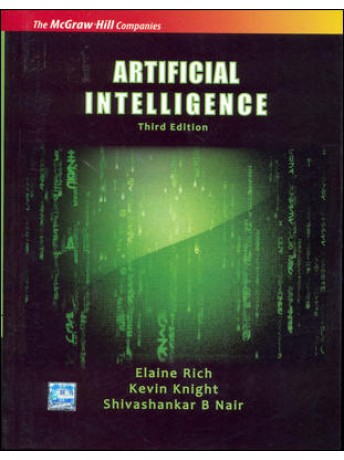 The McGraw·Hill Companies
ARTIFICIAL
INTELLIGENCE
Third Edition
Elaine Rich
Kevin Knight
Shivashankar B Nair